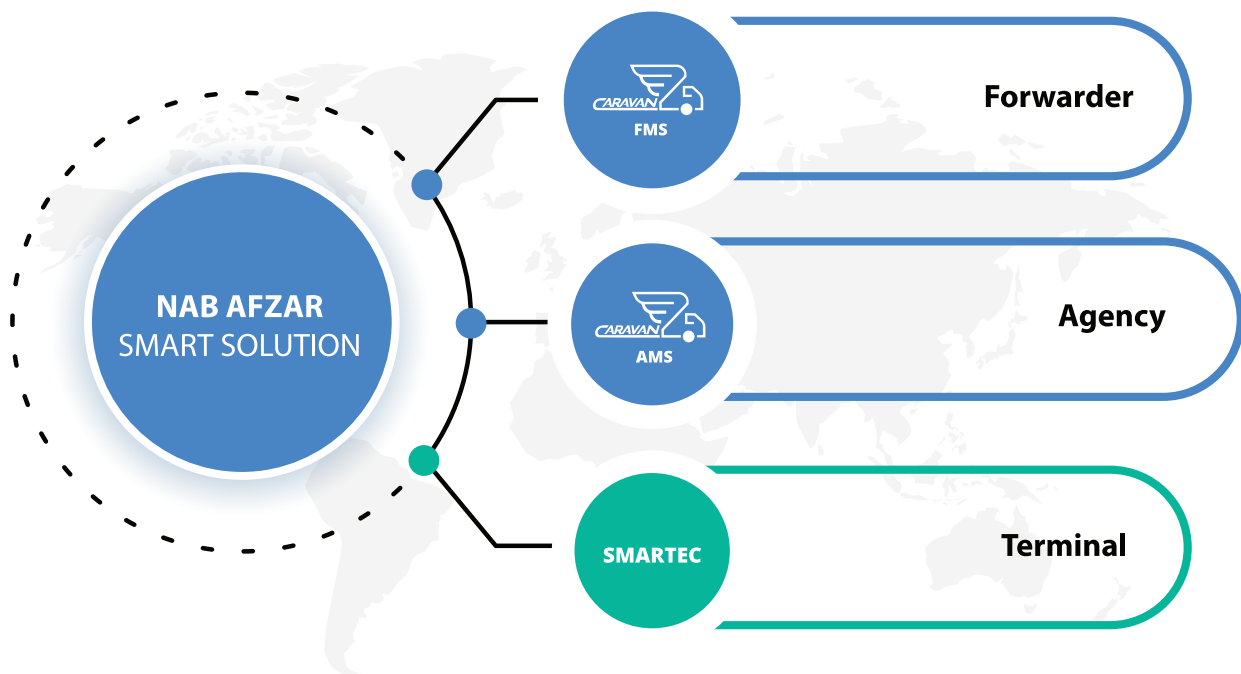 NAB AFZAR
SMART SOLUTION
CARAVAN
FMS
Forwarder
CARAVAN
AMS
Agency
SMARTEC
Terminal